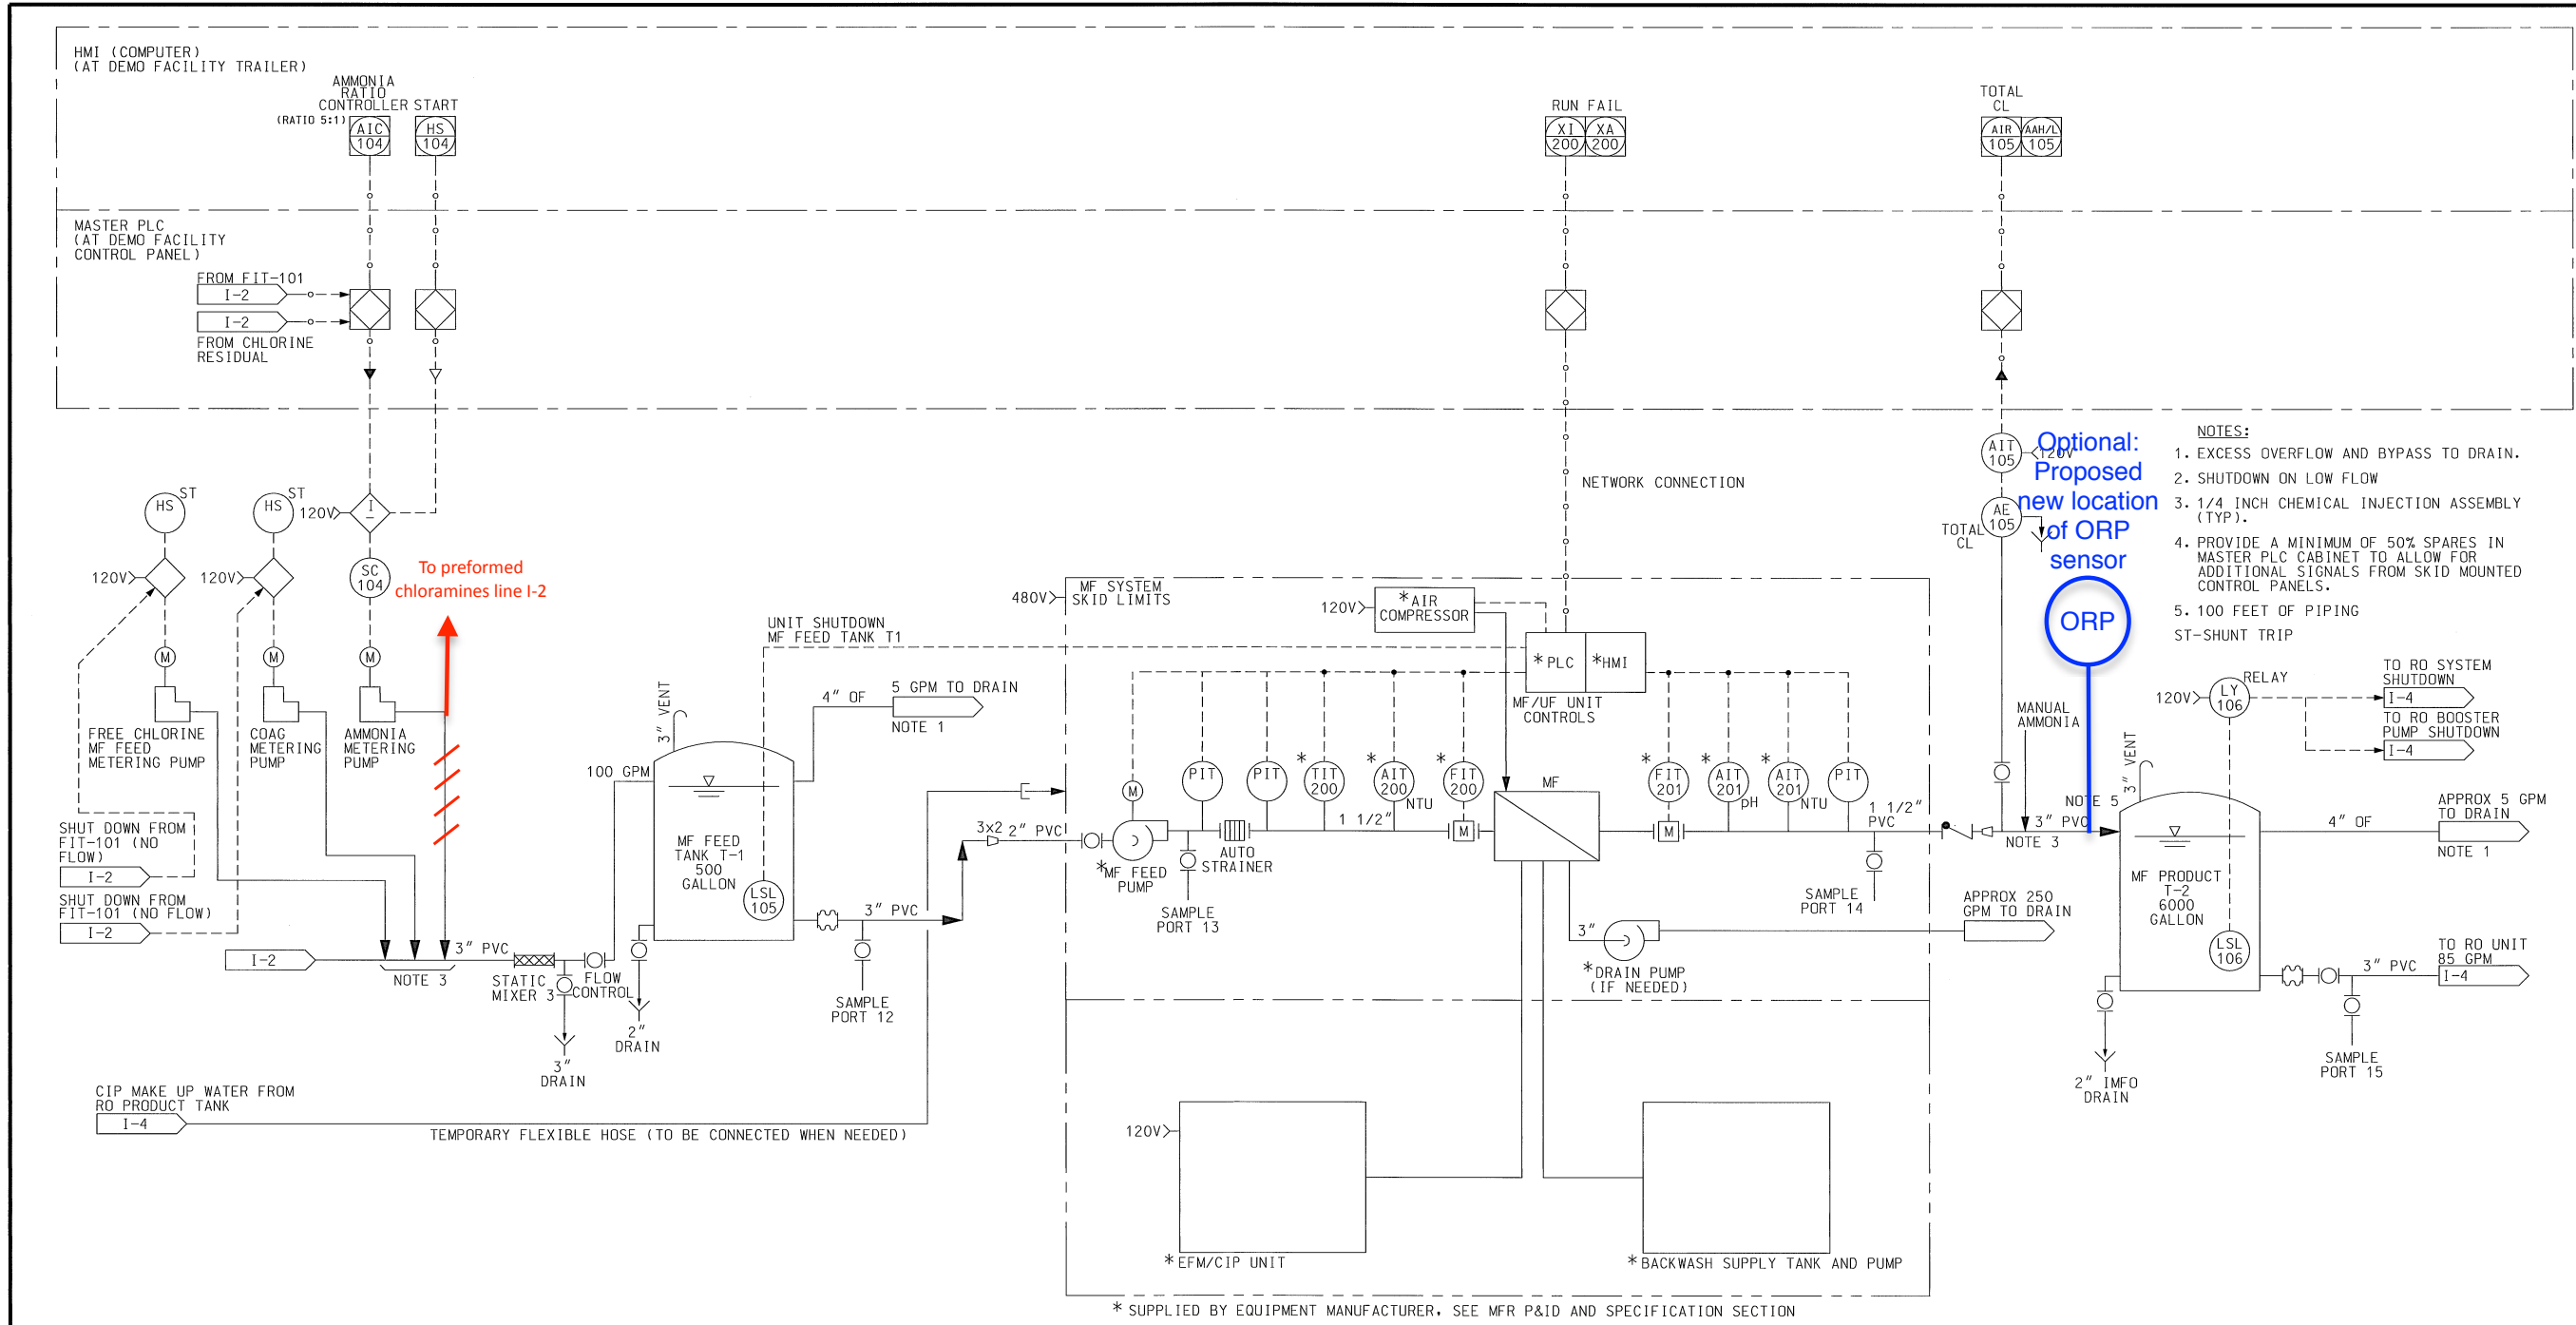 HMI (COMPUTER)
(AT DEMO FACILITY TRAILER)
AMMONIA
RATIO
CONTROLLER
(RATIO 5:1)
START
AIC
104
HS
104
RUN FAIL
XI
200
XA
200
TOTAL
CL
AIR
105
AAH/L
105
MASTER PLC
(AT DEMO FACILITY
CONTROL PANEL)
FROM FIT-101
I-2
I-2
FROM CHLORINE
RESIDUAL
HS
ST
HS
ST
120V
I
120V
120V
SC
104
To preformed
chloramines line I-2
M
M
M
FREE CHLORINE
MF FEED
METERING PUMP
COAG
METERING
PUMP
AMMONIA
METERING
PUMP
SHUT DOWN FROM
FIT-101 (NO
FLOW)
I-2
SHUT DOWN FROM
FIT-101 (NO FLOW)
I-2
I-2
NOTE 3
3" PVC
STATIC
MIXER 3
FLOW
CONTROL
3"
DRAIN
2"
DRAIN
100 GPM
3" VENT
UNIT SHUTDOWN
MF FEED TANK T1
4" OF
5 GPM TO DRAIN
NOTE 1
MF FEED
TANK T-1
500
GALLON
LSL
105
3" PVC
SAMPLE
PORT 12
CIP MAKE UP WATER FROM
RO PRODUCT TANK
I-4
TEMPORARY FLEXIBLE HOSE (TO BE CONNECTED WHEN NEEDED)
3x2
2" PVC
480V
MF SYSTEM
SKID LIMITS
120V
*AIR
COMPRESSOR
NETWORK CONNECTION
*PLC
*HMI
MF/UF UNIT
CONTROLS
M
*MF FEED
PUMP
PIT
PIT
*TIT
200
*AIT
200
NTU
*FIT
200
M
SAMPLE
PORT 13
AUTO
STRAINER
1 1/2"
MF
*FIT
201
M
*AIT
201
pH
*AIT
201
NTU
PIT
1 1/2"
PVC
SAMPLE
PORT 14
3"
*DRAIN PUMP
(IF NEEDED)
APPROX 250
GPM TO DRAIN
120V
*EFM/CIP UNIT
*BACKWASH SUPPLY TANK AND PUMP
* SUPPLIED BY EQUIPMENT MANUFACTURER, SEE MFR P&ID AND SPECIFICATION SECTION
AIT
105
120V
AE
105
TOTAL
CL
Optional:
Proposed
new location
of ORP
sensor
ORP
MANUAL
AMMONIA
NOTE 5
3" PVC
NOTE 3
3" VENT
NOTES:
1. EXCESS OVERFLOW AND BYPASS TO DRAIN.
2. SHUTDOWN ON LOW FLOW
3. 1/4 INCH CHEMICAL INJECTION ASSEMBLY
(TYP).
4. PROVIDE A MINIMUM OF 50% SPARES IN
MASTER PLC CABINET TO ALLOW FOR
ADDITIONAL SIGNALS FROM SKID MOUNTED
CONTROL PANELS.
5. 100 FEET OF PIPING
ST-SHUNT TRIP
120V
LY
106
RELAY
TO RO SYSTEM
SHUTDOWN
I-4
TO RO BOOSTER
PUMP SHUTDOWN
I-4
4" OF
APPROX 5 GPM
TO DRAIN
NOTE 1
MF PRODUCT
T-2
6000
GALLON
LSL
106
3" PVC
TO RO UNIT
85 GPM
I-4
SAMPLE
PORT 15
2" IMFO
DRAIN